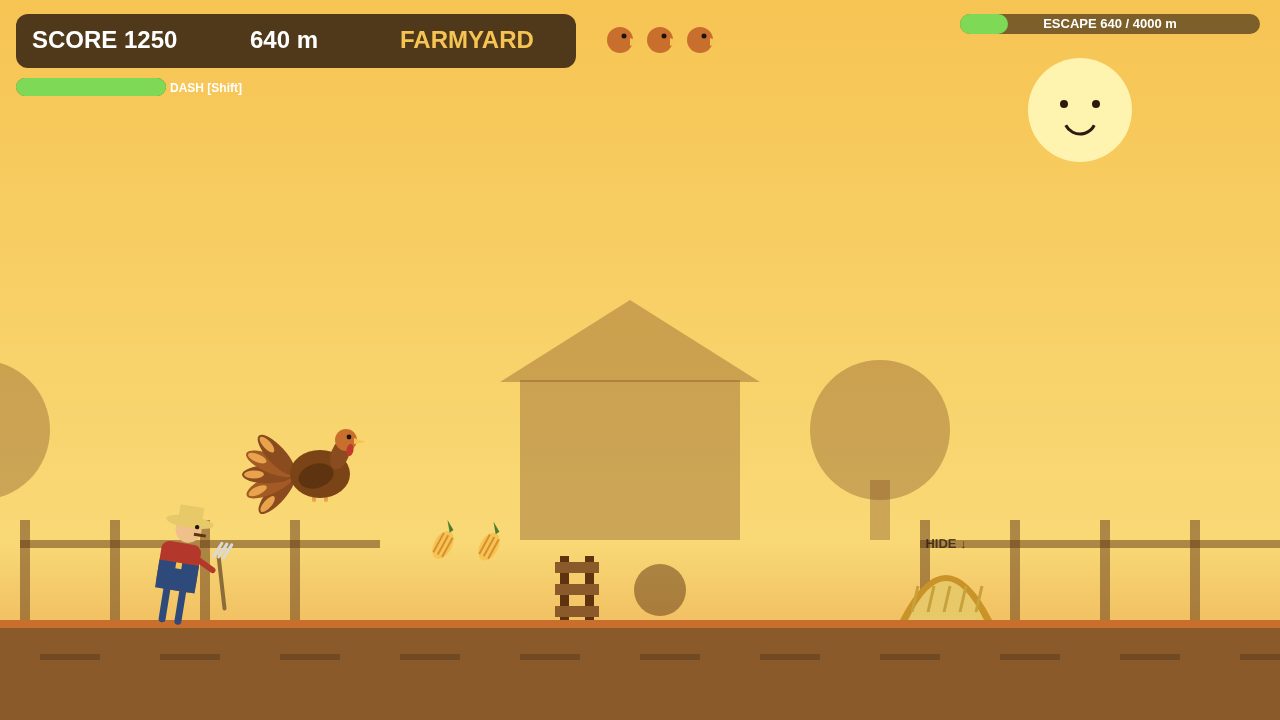 SCORE 1250 640 m FARMYARD
ESCAPE 640 / 4000 m
DASH [Shift]
HIDE ↓